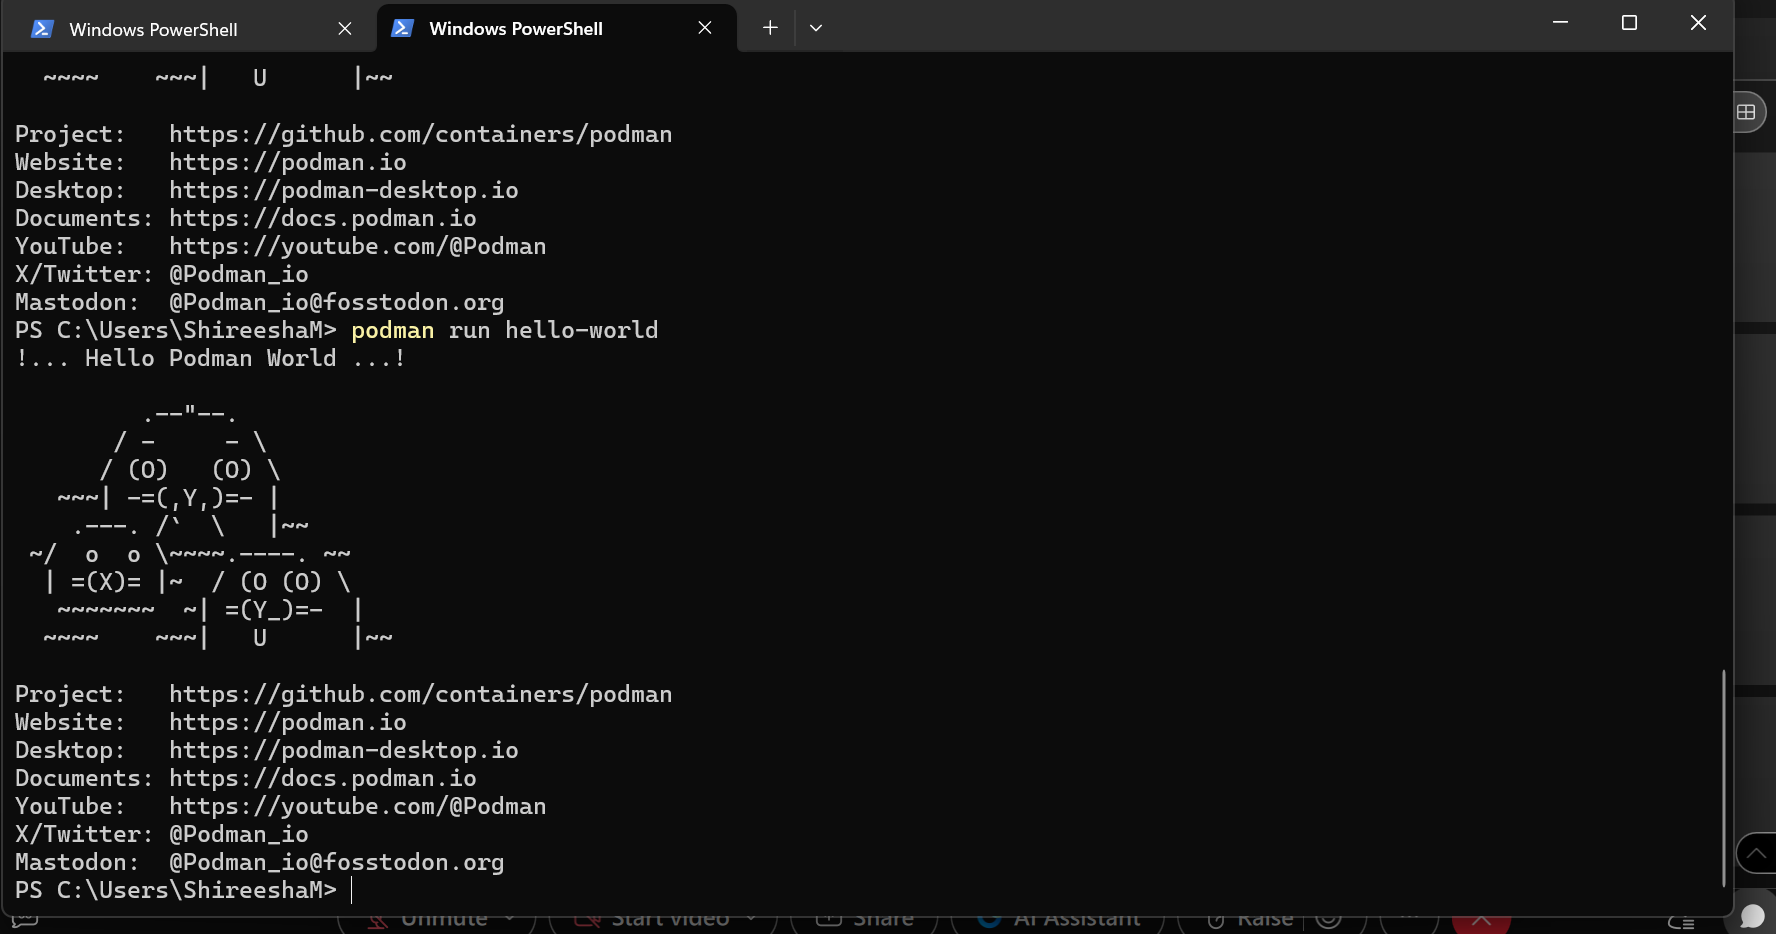 Windows PowerShell
Windows PowerShell
  ~~~~    ~~~|   U      |~~

Project:   https://github.com/containers/podman
Website:   https://podman.io
Desktop:   https://podman-desktop.io
Documents: https://docs.podman.io
YouTube:   https://youtube.com/@Podman
X/Twitter: @Podman_io
Mastodon:  @Podman_io@fosstodon.org
PS C:\Users\ShireeshaM> podman run hello-world
!... Hello Podman World ...!

         .--"--.
       / -     - \
      / (O)   (O) \
   ~~~| -=(,Y,)=- |
    .---. /`  \   |~~
 ~/  o  o \~~~~.----. ~~
  | =(X)= |~  / (O (O) \
   ~~~~~~~  ~| =(Y_)=-  |
  ~~~~    ~~~|   U      |~~

Project:   https://github.com/containers/podman
Website:   https://podman.io
Desktop:   https://podman-desktop.io
Documents: https://docs.podman.io
YouTube:   https://youtube.com/@Podman
X/Twitter: @Podman_io
Mastodon:  @Podman_io@fosstodon.org
PS C:\Users\ShireeshaM>
Unmute Start video Share AI Assistant Raise